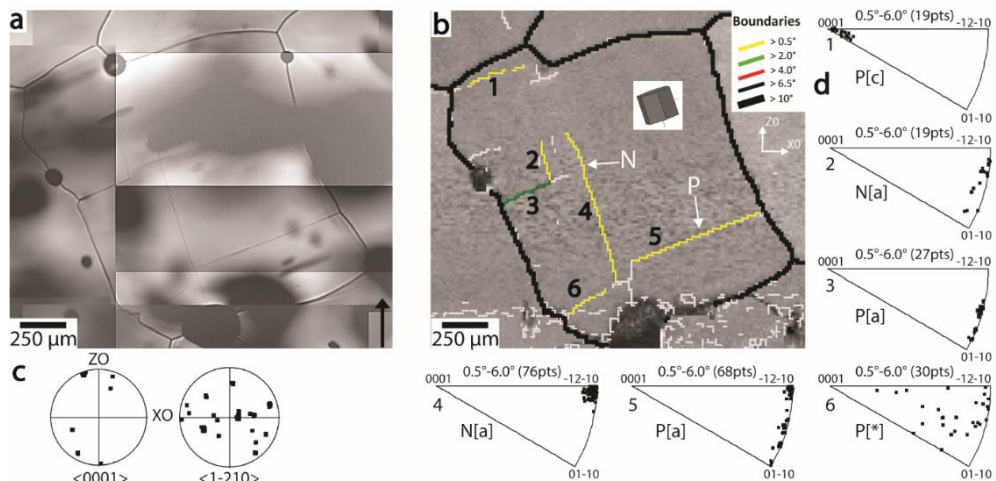 a
250 µm
b
1
2
3
4
5
6
N
P
Boundaries
> 0.5°
> 2.0°
> 4.0°
> 6.5°
> 10°
Z0
X0
250 µm
c
ZO
XO
<0001>
<1-210>
d
0001 0.5°-6.0° (19pts) -12-10
1
P[c]
01-10
0.5°-6.0° (19pts)
0001 -12-10
2
N[a]
01-10
0.5°-6.0° (27pts)
0001 -12-10
3
P[a]
01-10
0.5°-6.0° (76pts)
0001 -12-10
4
N[a]
01-10
0.5°-6.0° (68pts)
0001 -12-10
5
P[a]
01-10
0.5°-6.0° (30pts)
0001 -12-10
6
P[*]
01-10